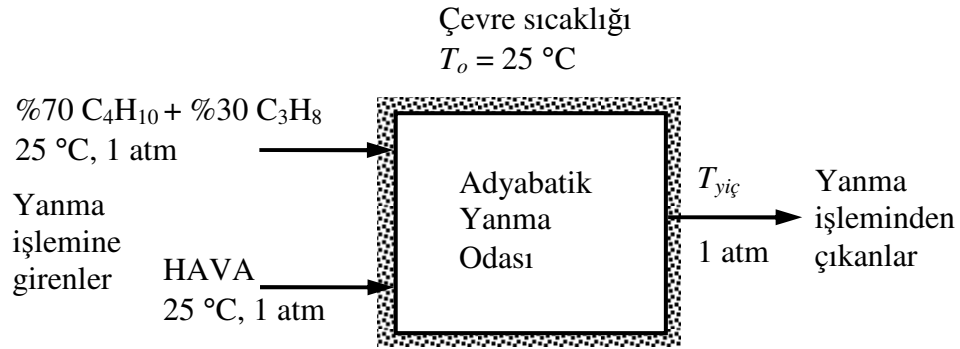 Çevre sıcaklığı
T_o = 25 °C
%70 C₄H₁₀ + %30 C₃H₈
25 °C, 1 atm
Yanma
işlemine
girenler
HAVA
25 °C, 1 atm
Adyabatik
Yanma
Odası
T_yiç
1 atm
Yanma
işleminden
çıkanlar